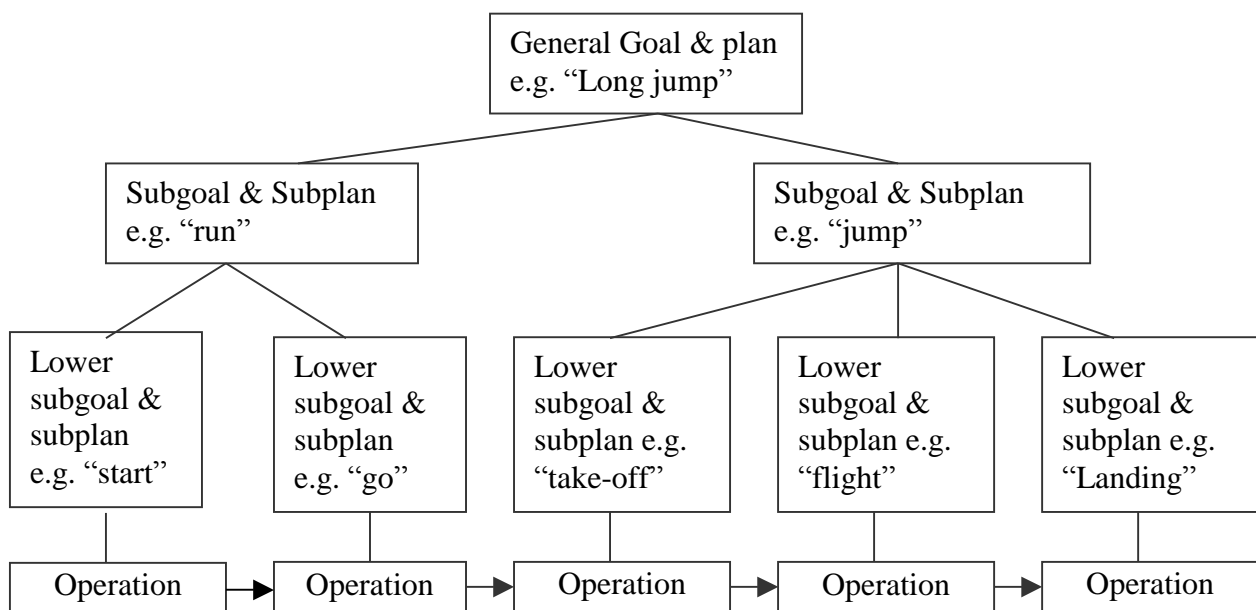 General Goal & plan
e.g. “Long jump”
Subgoal & Subplan
e.g. “run”
Subgoal & Subplan
e.g. “jump”
Lower
subgoal &
subplan
e.g. “start”
Lower
subgoal &
subplan
e.g. “go”
Lower
subgoal &
subplan e.g.
“take-off”
Lower
subgoal &
subplan e.g.
“flight”
Lower
subgoal &
subplan e.g.
“Landing”
Operation
Operation
Operation
Operation
Operation